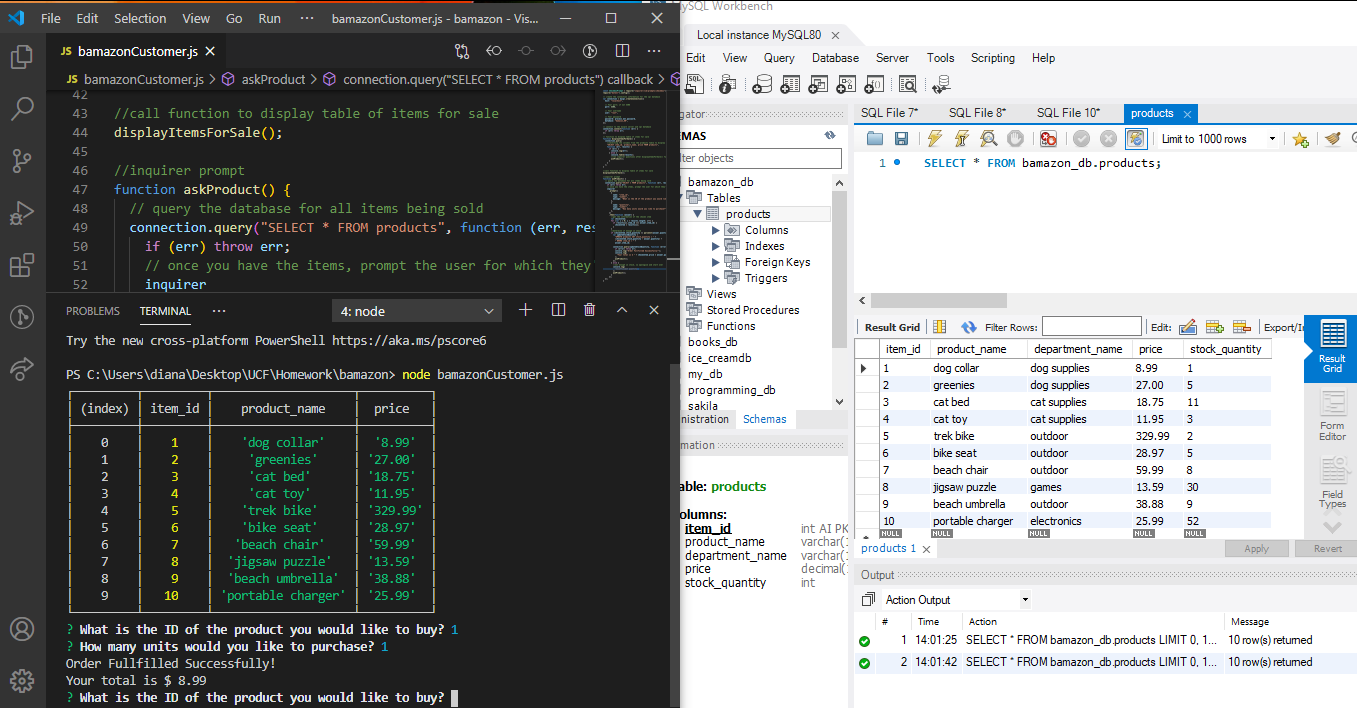 File Edit Selection View Go Run ··· bamazonCustomer.js - bamazon - Vis...
JS bamazonCustomer.js
JS bamazonCustomer.js > askProduct > connection.query("SELECT * FROM products") callback >
42
43 //call function to display table of items for sale
44 displayItemsForSale();
45
46 //inquirer prompt
47 function askProduct() {
48 // query the database for all items being sold
49 connection.query("SELECT * FROM products", function (err, res
50 if (err) throw err;
51 // once you have the items, prompt the user for which they
52 inquirer
PROBLEMS TERMINAL ··· 4: node
Try the new cross-platform PowerShell https://aka.ms/pscore6
PS C:\Users\diana\Desktop\UCF\Homework\bamazon> node bamazonCustomer.js
(index) item_id product_name price
0 1 'dog collar' '8.99'
1 2 'greenies' '27.00'
2 3 'cat bed' '18.75'
3 4 'cat toy' '11.95'
4 5 'trek bike' '329.99'
5 6 'bike seat' '28.97'
6 7 'beach chair' '59.99'
7 8 'jigsaw puzzle' '13.59'
8 9 'beach umbrella' '38.88'
9 10 'portable charger' '25.99'
? What is the ID of the product you would like to buy? 1
? How many units would you like to purchase? 1
Order Fullfilled Successfully!
Your total is $ 8.99
? What is the ID of the product you would like to buy?
MySQL Workbench
Local instance MySQL80
Edit View Query Database Server Tools Scripting Help
gator
EMAS
lter objects
bamazon_db
Tables
products
Columns
Indexes
Foreign Keys
Triggers
Views
Stored Procedures
Functions
books_db
ice_creamdb
my_db
programming_db
sakila
inistration Schemas
mation
able: products
olumns:
item_id int AI PK
product_name varchar(
department_name varchar(
price decimal(
stock_quantity int
SQL File 7* SQL File 8* SQL File 10* products
Limit to 1000 rows
1 SELECT * FROM bamazon_db.products;
Result Grid Filter Rows: Edit: Export/I
item_id product_name department_name price stock_quantity
1 dog collar dog supplies 8.99 1
2 greenies dog supplies 27.00 5
3 cat bed cat supplies 18.75 11
4 cat toy cat supplies 11.95 3
5 trek bike outdoor 329.99 2
6 bike seat outdoor 28.97 5
7 beach chair outdoor 59.99 8
8 jigsaw puzzle games 13.59 30
9 beach umbrella outdoor 38.88 9
10 portable charger electronics 25.99 52
NULL NULL NULL NULL NULL
Result
Grid
Form
Editor
Field
Types
products 1 Apply Revert
Output
Action Output
# Time Action Message
1 14:01:25 SELECT * FROM bamazon_db.products LIMIT 0, 1... 10 row(s) returned
2 14:01:42 SELECT * FROM bamazon_db.products LIMIT 0, 1... 10 row(s) returned